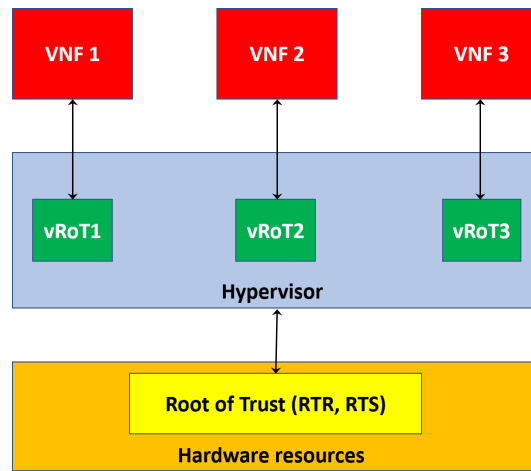 VNF 1
VNF 2
VNF 3
vRoT1
vRoT2
vRoT3
Hypervisor
Root of Trust (RTR, RTS)
Hardware resources